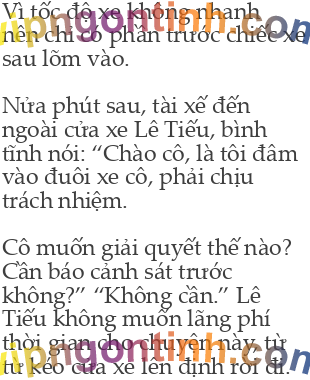 Vì tốc độ xe không nhanh
nên chỉ có phần trước chiếc xe
sau lõm vào.
Nửa phút sau, tài xế đến
ngoài cửa xe Lê Tiếu, bình
tĩnh nói: “Chào cô, là tôi đâm
vào đuôi xe cô, phải chịu
trách nhiệm.
Cô muốn giải quyết thế nào?
Cần báo cảnh sát trước
không?” “Không cần.” Lê
Tiếu không muốn lãng phí
thời gian cho chuyện này, từ
từ kéo cửa xe lên định rời đi.